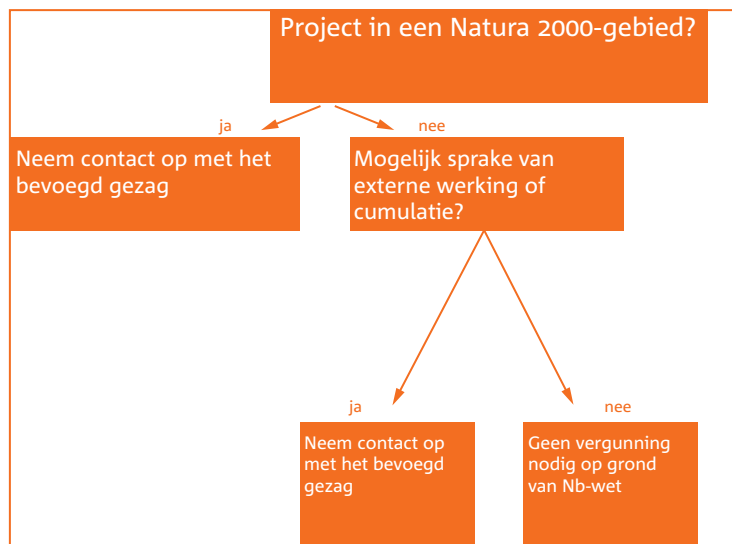 Project in een Natura 2000-gebied?
ja
nee
Neem contact op met het
bevoegd gezag
Mogelijk sprake van
externe werking of
cumulatie?
ja
nee
Neem contact op
met het bevoegd
gezag
Geen vergunning
nodig op grond
van Nb-wet